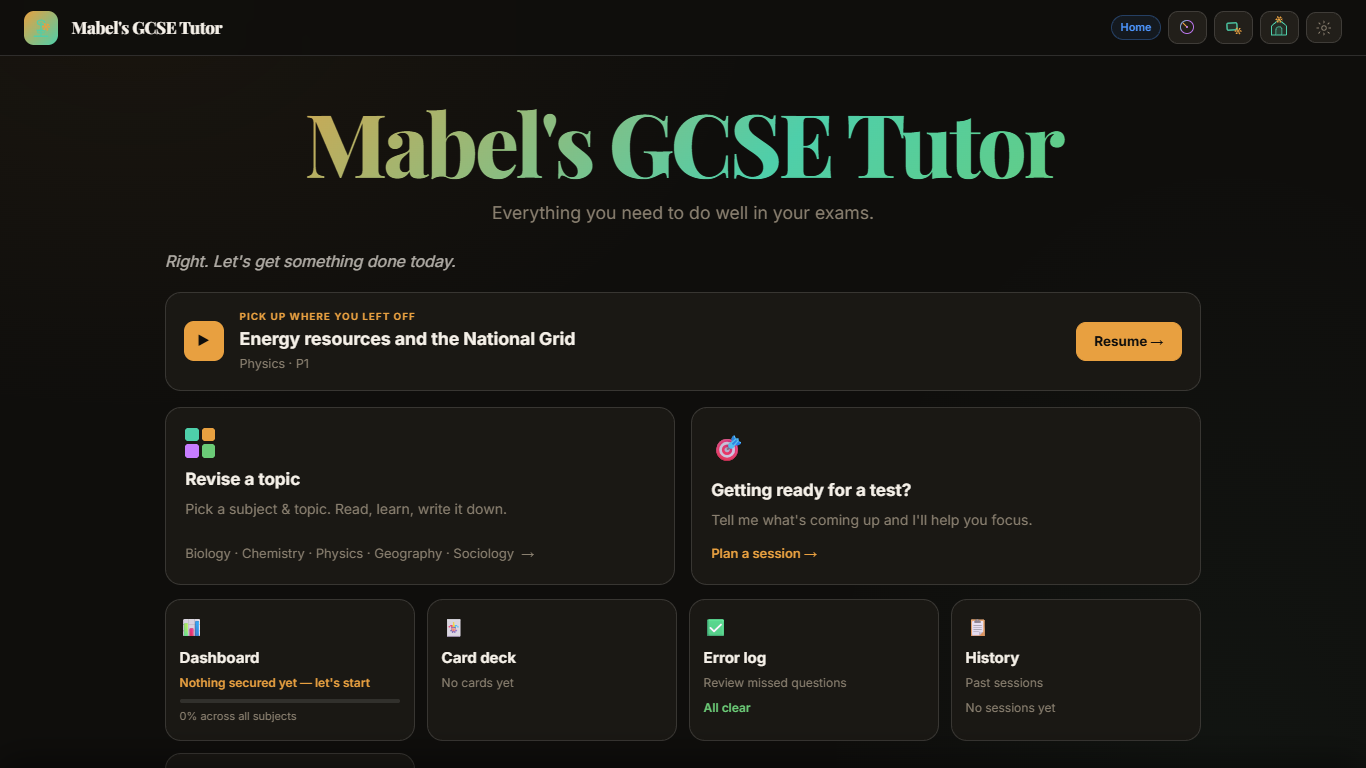 Mabel's GCSE Tutor
Home
Mabel's GCSE Tutor
Everything you need to do well in your exams.
Right. Let's get something done today.
PICK UP WHERE YOU LEFT OFF
Energy resources and the National Grid
Physics · P1
Resume →
Revise a topic
Pick a subject & topic. Read, learn, write it down.
Biology · Chemistry · Physics · Geography · Sociology →
Getting ready for a test?
Tell me what's coming up and I'll help you focus.
Plan a session →
Dashboard
Nothing secured yet — let's start
0% across all subjects
Card deck
No cards yet
Error log
Review missed questions
All clear
History
Past sessions
No sessions yet